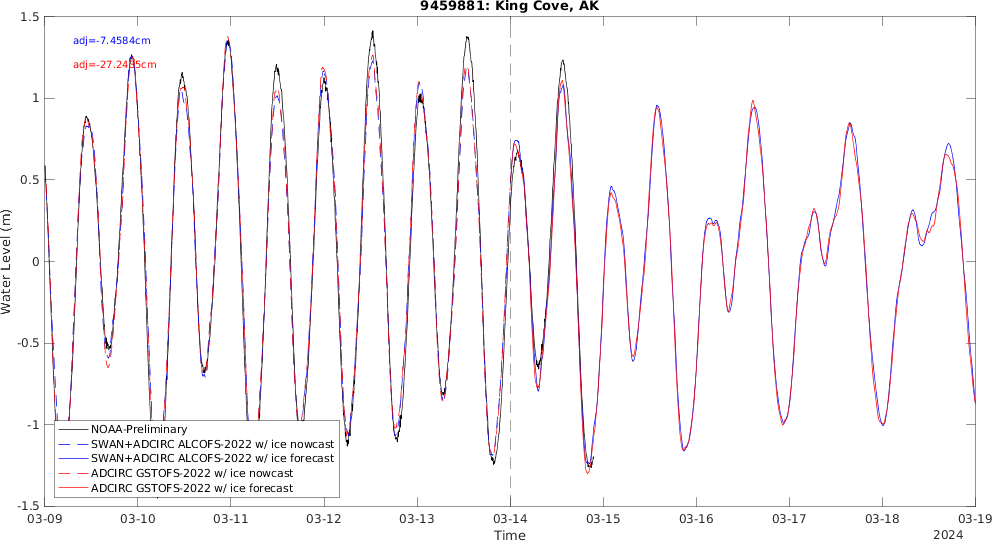 9459881: King Cove, AK
adj=-7.4584cm
adj=-27.2495cm
Water Level (m)
1.5
1
0.5
0
-0.5
-1
-1.5
NOAA-Preliminary
SWAN+ADCIRC ALCOFS-2022 w/ ice nowcast
SWAN+ADCIRC ALCOFS-2022 w/ ice forecast
ADCIRC GSTOFS-2022 w/ ice nowcast
ADCIRC GSTOFS-2022 w/ ice forecast
03-09 03-10 03-11 03-12 03-13 03-14 03-15 03-16 03-17 03-18 03-19
Time
2024